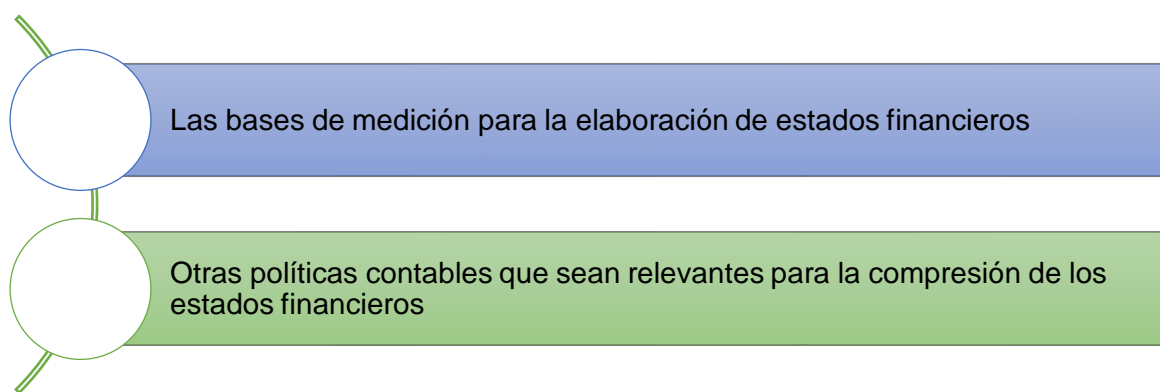 Las bases de medición para la elaboración de estados financieros
Otras políticas contables que sean relevantes para la compresión de los
estados financieros